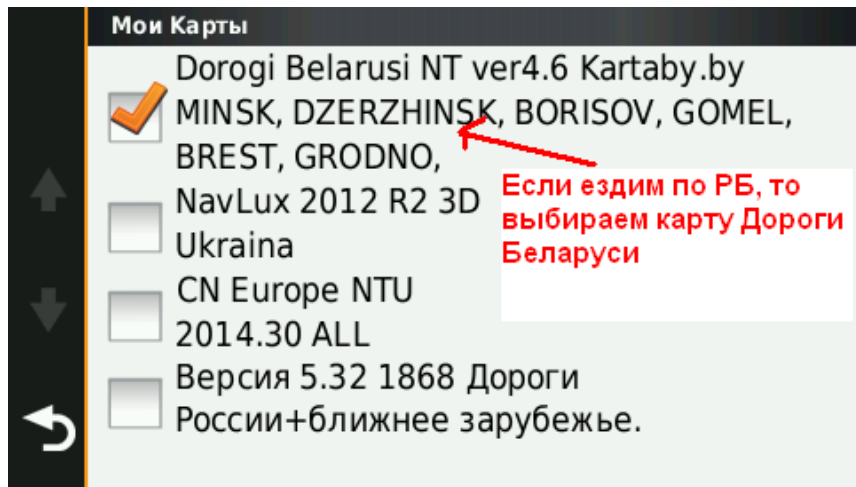 Мои Карты
Dorogi Belarusi NT ver4.6 Kartaby.by
MINSK, DZERZHINSK, BORISOV, GOMEL,
BREST, GRODNO,
Если ездим по РБ, то
выбираем карту Дороги
Беларуси
NavLux 2012 R2 3D
Ukraina
CN Europe NTU
2014.30 ALL
Версия 5.32 1868 Дороги
России+ближнее зарубежье.